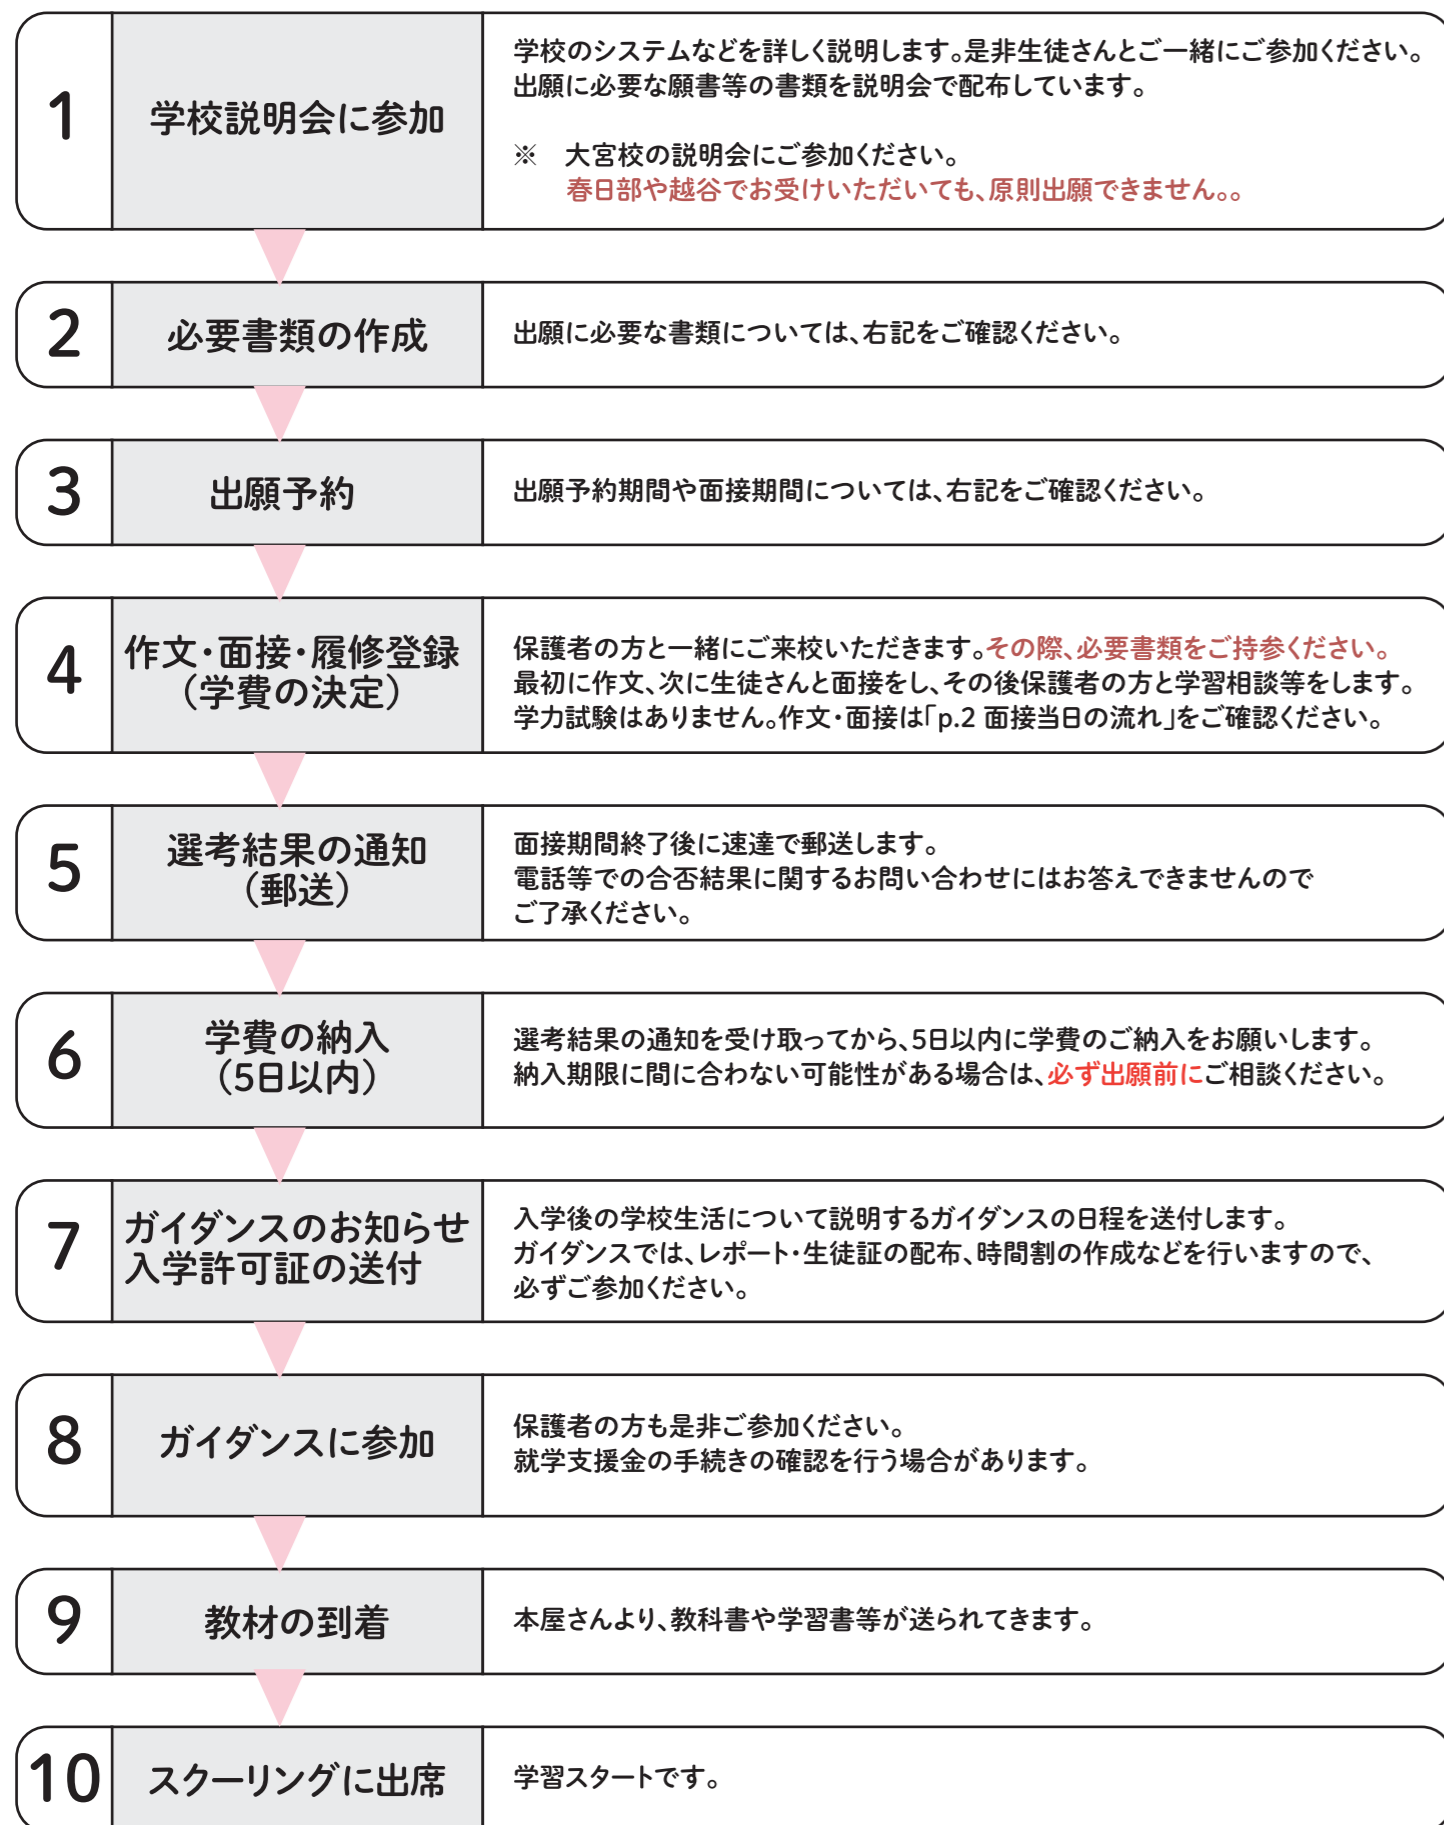 1
学校説明会に参加
学校のシステムなどを詳しく説明します。是非生徒さんとご一緒にご参加ください。
出願に必要な願書等の書類を説明会で配布しています。
※　大宮校の説明会にご参加ください。
春日部や越谷でお受けいただいても、原則出願できません。。
2
必要書類の作成
出願に必要な書類については、右記をご確認ください。
3
出願予約
出願予約期間や面接期間については、右記をご確認ください。
4
作文・面接・履修登録
（学費の決定）
保護者の方と一緒にご来校いただきます。その際、必要書類をご持参ください。
最初に作文、次に生徒さんと面接をし、その後保護者の方と学習相談等をします。
学力試験はありません。作文・面接は「p.2 面接当日の流れ」をご確認ください。
5
選考結果の通知
（郵送）
面接期間終了後に速達で郵送します。
電話等での合否結果に関するお問い合わせにはお答えできませんので
ご了承ください。
6
学費の納入
（5日以内）
選考結果の通知を受け取ってから、5日以内に学費のご納入をお願いします。
納入期限に間に合わない可能性がある場合は、必ず出願前にご相談ください。
7
ガイダンスのお知らせ
入学許可証の送付
入学後の学校生活について説明するガイダンスの日程を送付します。
ガイダンスでは、レポート・生徒証の配布、時間割の作成などを行いますので、
必ずご参加ください。
8
ガイダンスに参加
保護者の方も是非ご参加ください。
就学支援金の手続きの確認を行う場合があります。
9
教材の到着
本屋さんより、教科書や学習書等が送られてきます。
10
スクーリングに出席
学習スタートです。